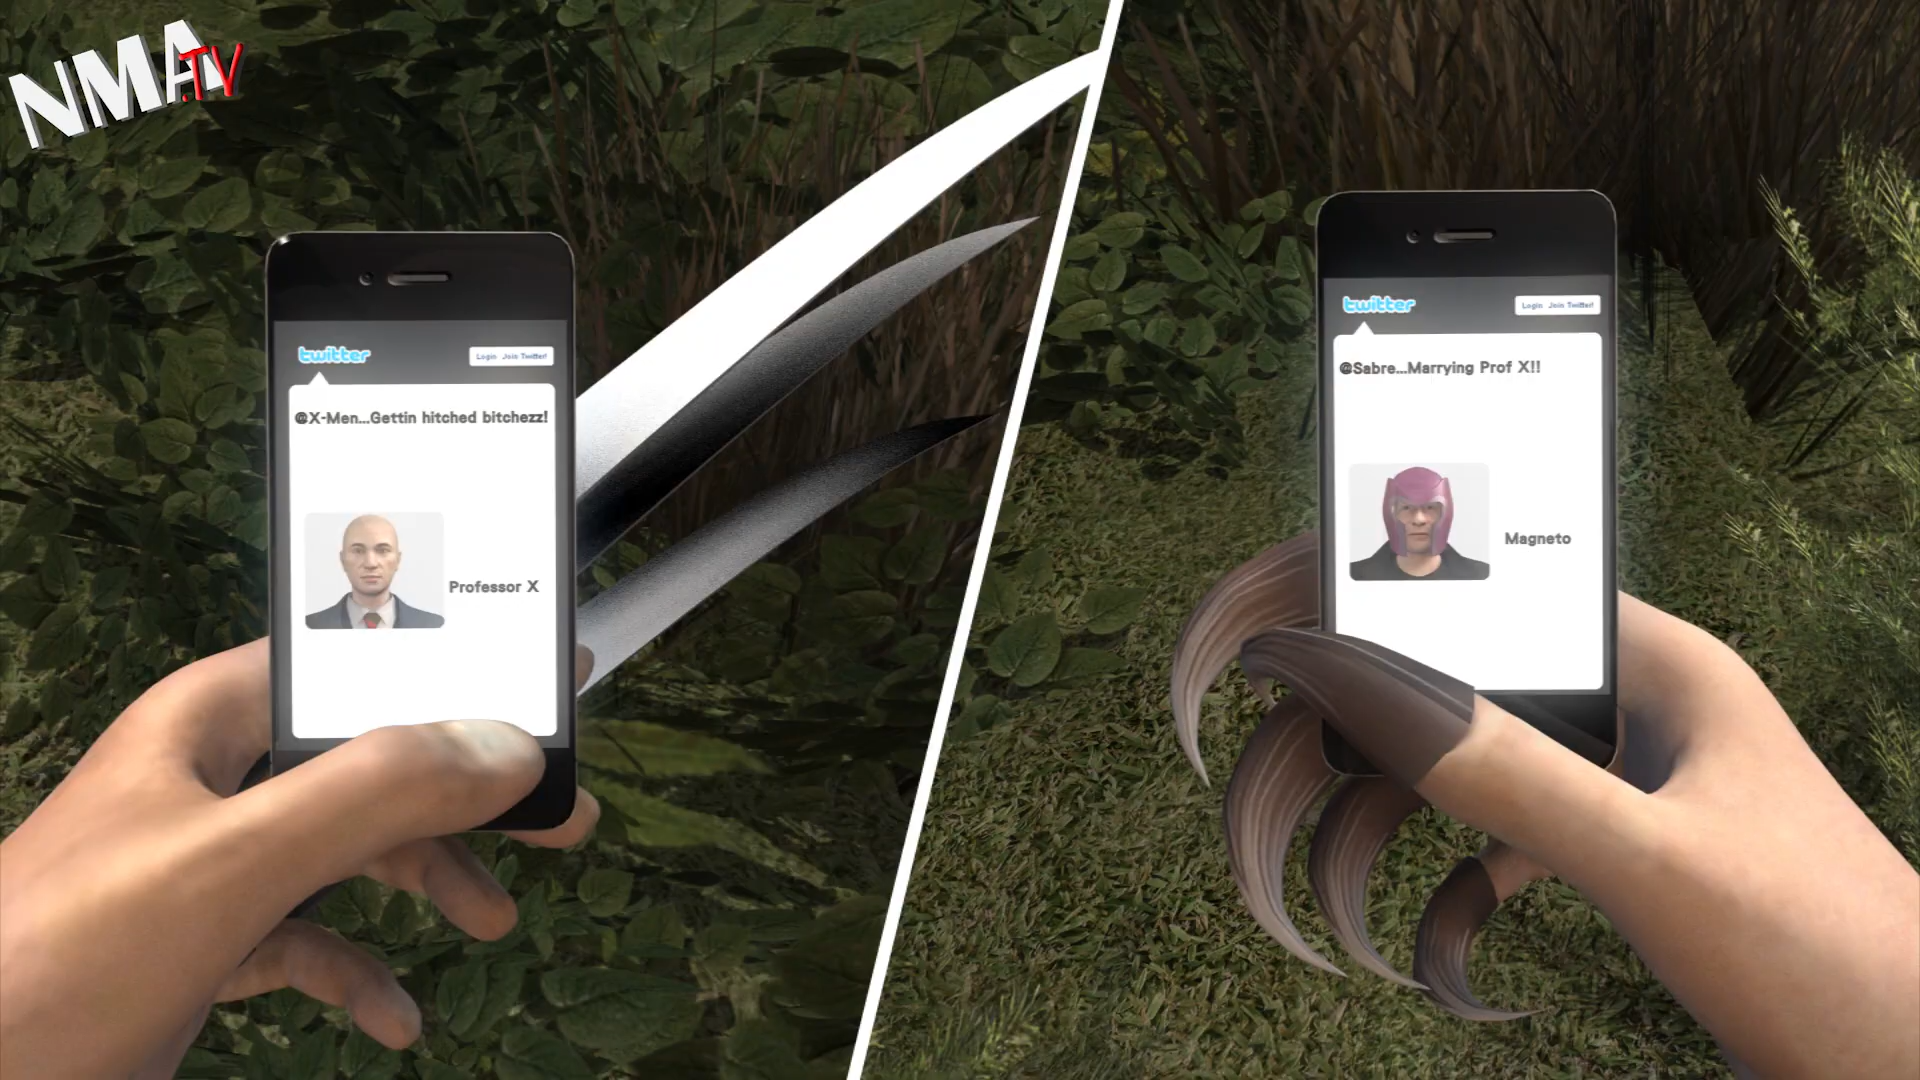 NMA.TV
twitter
Login Join Twitter!
@X-Men...Gettin hitched bitchezz!
Professor X
twitter
Login Join Twitter!
@Sabre...Marrying Prof X!!
Magneto